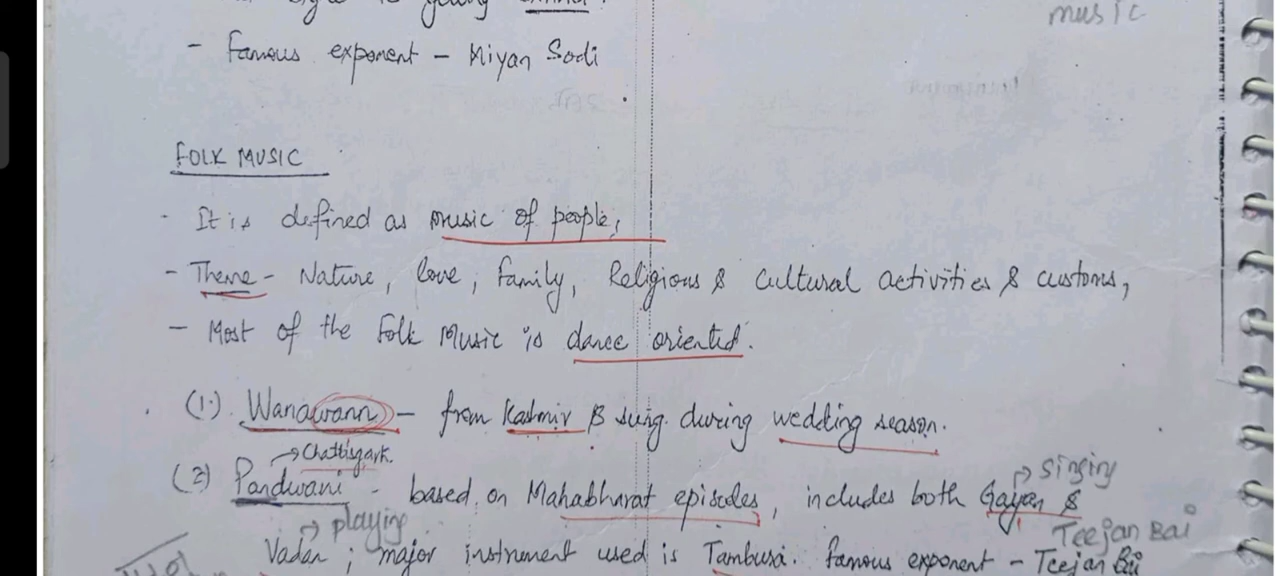 music
- Famous exponent - Miyan Sodi
FOLK MUSIC
- It is defined as music of people,
- Theme - Nature, love, family, Religious & Cultural activities & customs,
- Most of the Folk Music is dance oriented.
(1.) Wanawann - from Kashmir & sung during wedding season.
→ Chattisgark.
(2) Pandwani - based on Mahabharat episodes, includes both Gayan &
→ singing
→ playing
Teejan Bai
Vadan ; major instrument used is Tambura. famous exponent - Teejan Bai